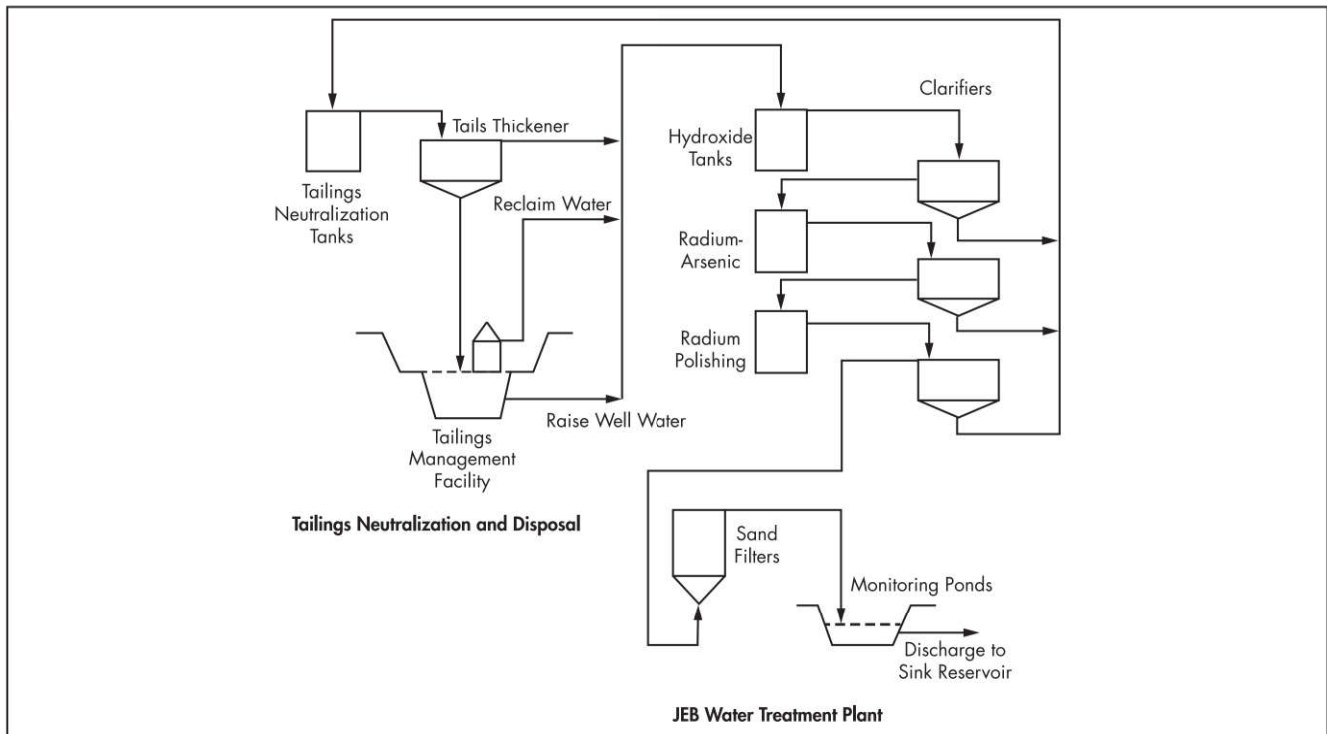 Clarifiers
Tails Thickener
Hydroxide
Tanks
Tailings
Neutralization
Tanks
Reclaim Water
Radium-
Arsenic
Radium
Polishing
Raise Well Water
Tailings
Management
Facility
Tailings Neutralization and Disposal
Sand
Filters
Monitoring Ponds
Discharge to
Sink Reservoir
JEB Water Treatment Plant